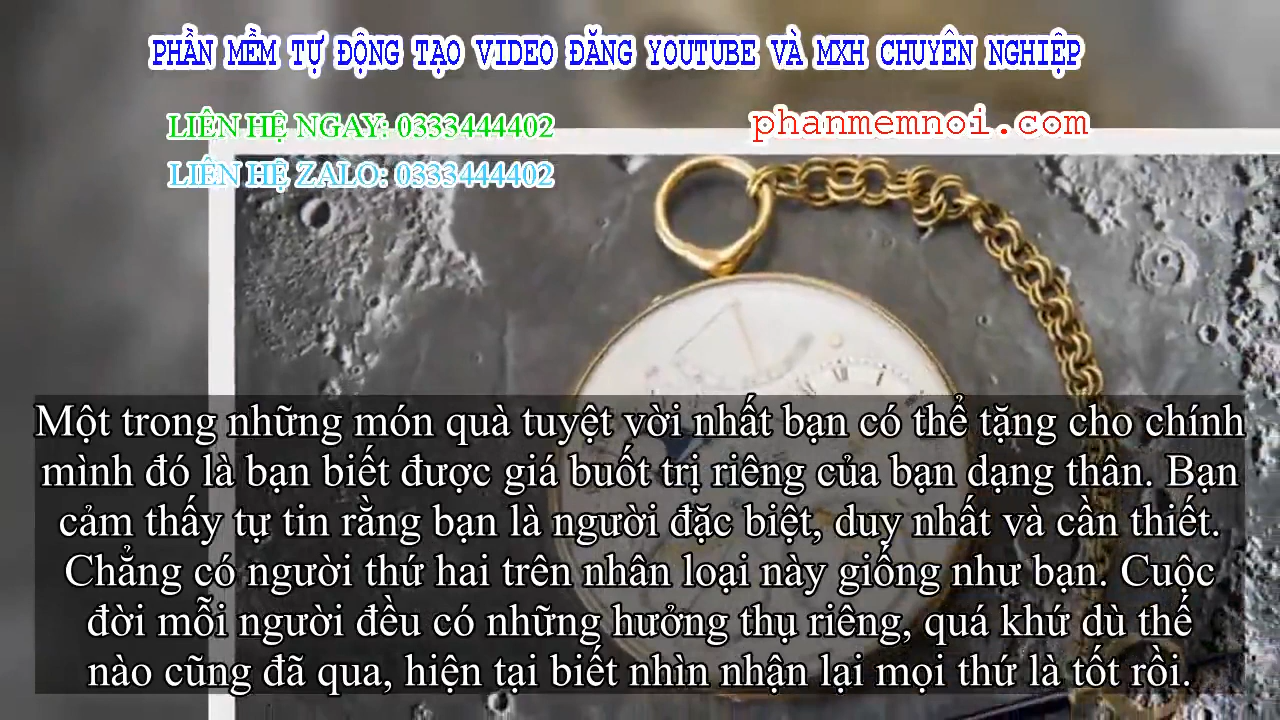 PHẦN MỀM TỰ ĐỘNG TẠO VIDEO ĐĂNG YOUTUBE VÀ MXH CHUYÊN NGHIỆP
LIÊN HỆ NGAY: 0333444402
phanmemnoi.com
LIÊN HỆ ZALO: 0333444402
Một trong những món quà tuyệt vời nhất bạn có thể tặng cho chính
mình đó là bạn biết được giá buốt trị riêng của bạn dạng thân. Bạn
cảm thấy tự tin rằng bạn là người đặc biệt, duy nhất và cần thiết.
Chẳng có người thứ hai trên nhân loại này giống như bạn. Cuộc
đời mỗi người đều có những hưởng thụ riêng, quá khứ dù thế
nào cũng đã qua, hiện tại biết nhìn nhận lại mọi thứ là tốt rồi.